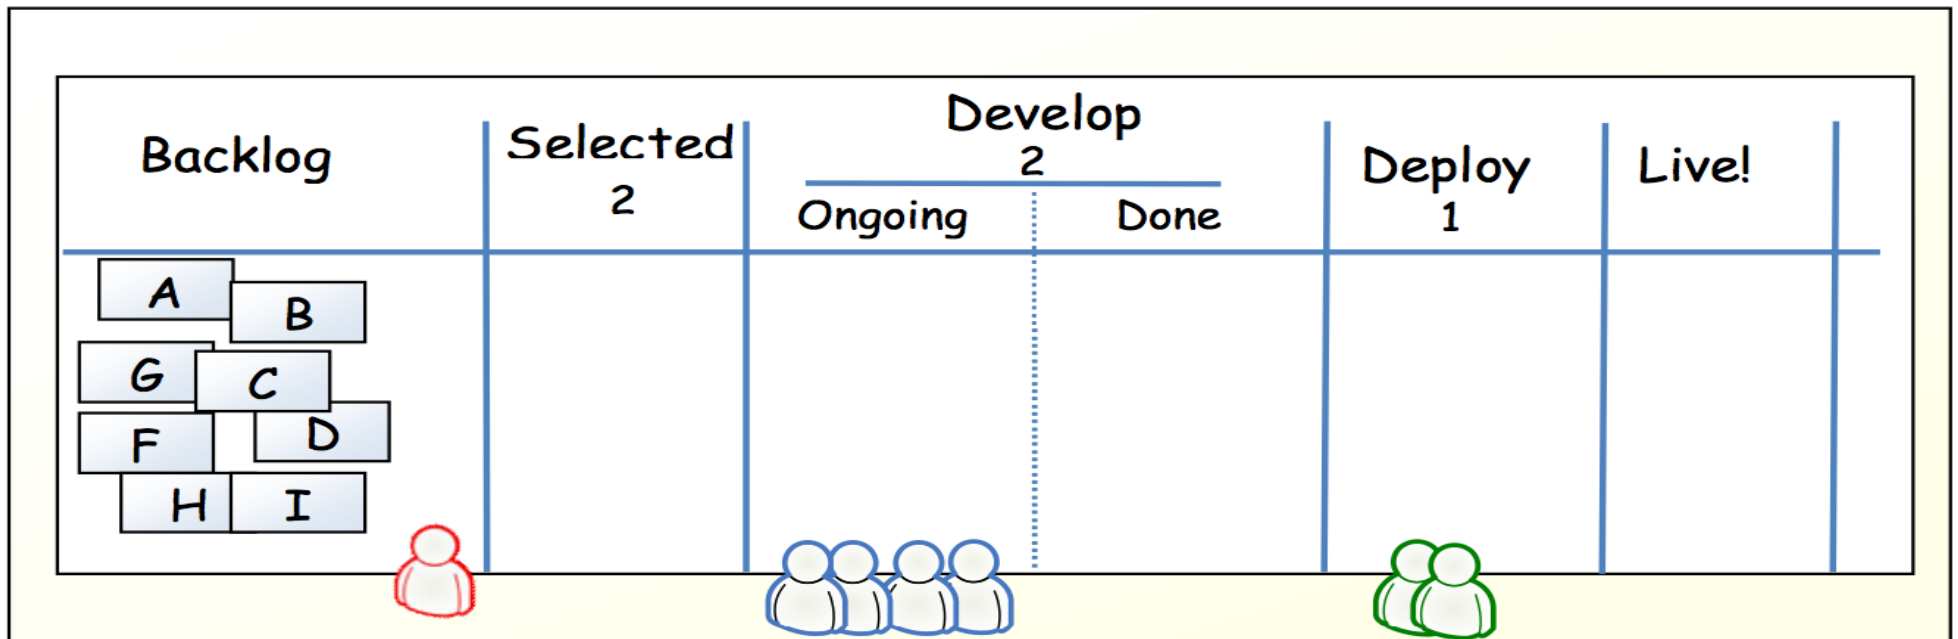 Backlog
Selected
2
Develop
2
Ongoing
Done
Deploy
1
Live!
A
B
G
C
F
D
H
I